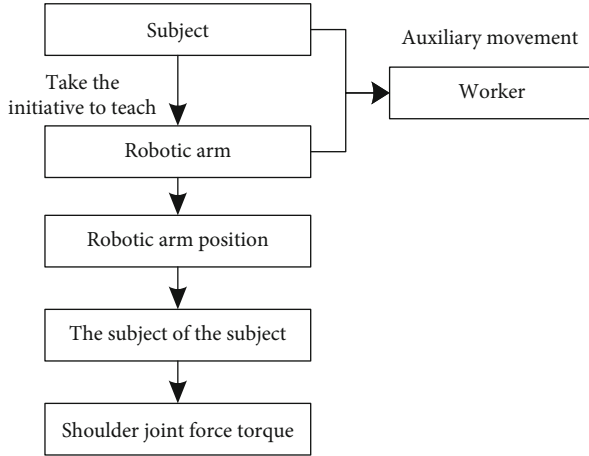 Subject
Auxiliary movement
Take the
initiative to teach
Worker
Robotic arm
Robotic arm position
The subject of the subject
Shoulder joint force torque